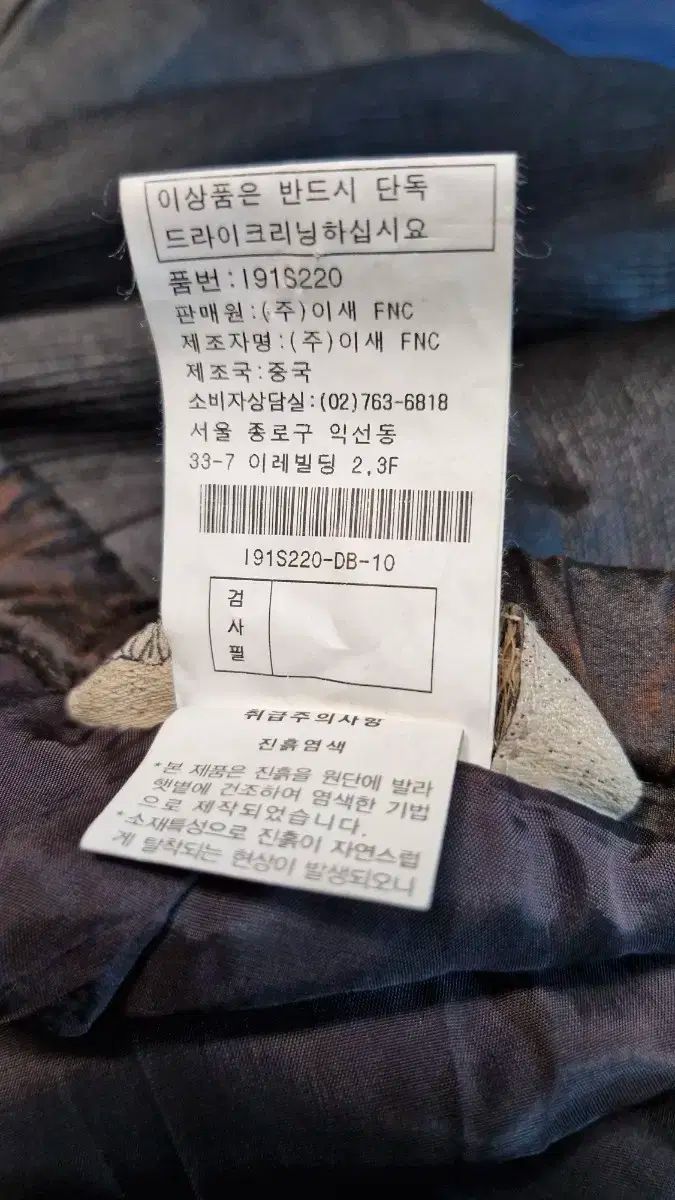 이상품은 반드시 단독
드라이크리닝하십시요
품번:I91S220
판매원:(주)이새 FNC
제조자명:(주)이새 FNC
제조국:중국
소비자상담실:(02)763-6818
서울 종로구 익선동
33-7 이레빌딩 2,3F
I91S220-DB-10
검
사
필
취급주의사항
진흙염색
*본 제품은 진흙을 원단에 발라
햇볕에 건조하여 염색한 기법
으로 제작되었습니다.
*소재특성으로 진흙이 자연스럽
게 탈착되는 현상이 발생되오니